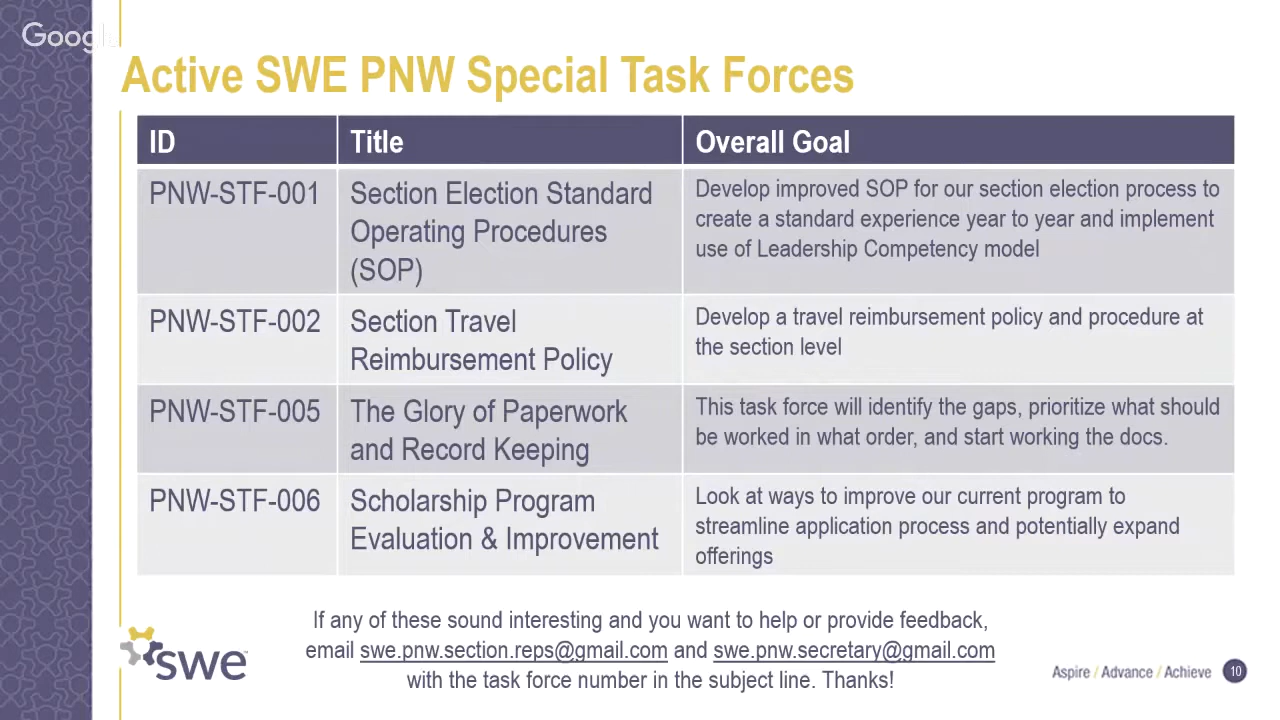 Google
Active SWE PNW Special Task Forces
ID Title Overall Goal
PNW-STF-001
Section Election Standard
Operating Procedures
(SOP)
Develop improved SOP for our section election process to
create a standard experience year to year and implement
use of Leadership Competency model
PNW-STF-002
Section Travel
Reimbursement Policy
Develop a travel reimbursement policy and procedure at
the section level
PNW-STF-005
The Glory of Paperwork
and Record Keeping
This task force will identify the gaps, prioritize what should
be worked in what order, and start working the docs.
PNW-STF-006
Scholarship Program
Evaluation & Improvement
Look at ways to improve our current program to
streamline application process and potentially expand
offerings
If any of these sound interesting and you want to help or provide feedback,
email swe.pnw.section.reps@gmail.com and swe.pnw.secretary@gmail.com
with the task force number in the subject line. Thanks!
swe™
Aspire / Advance / Achieve 10